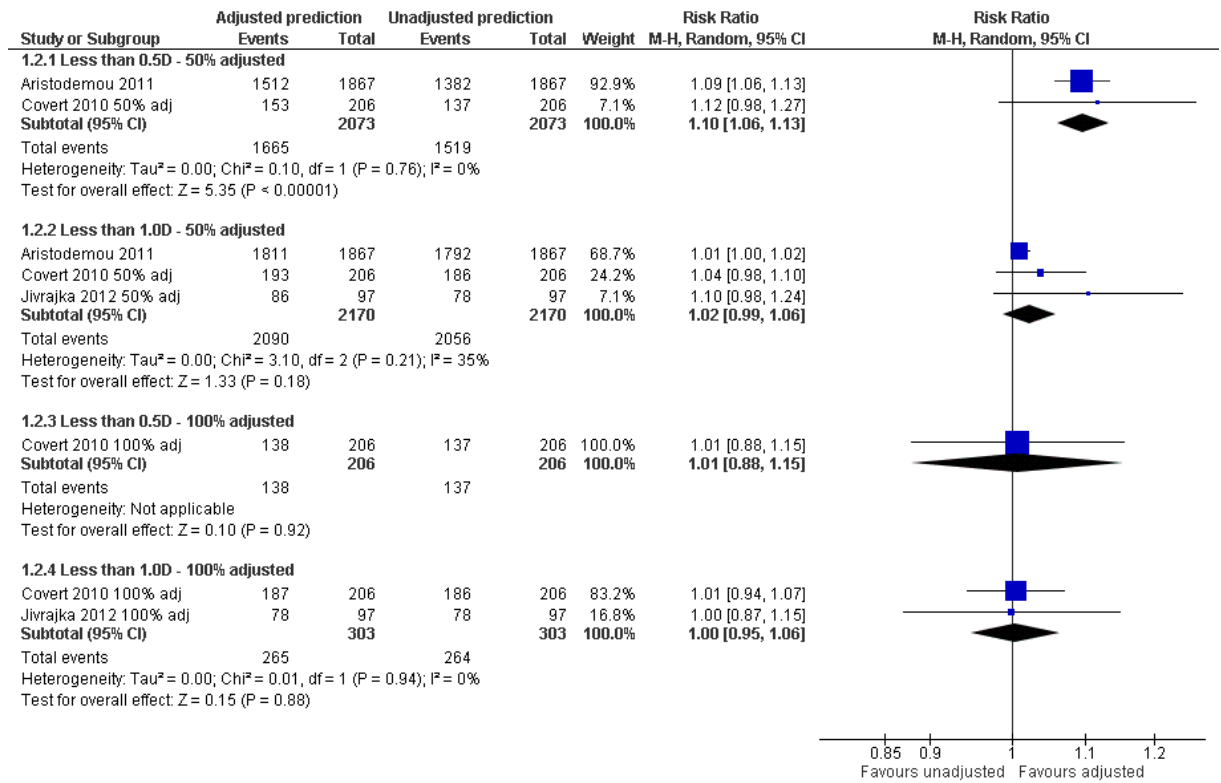 Adjusted prediction Unadjusted prediction Risk Ratio Risk Ratio
Study or Subgroup Events Total Events Total Weight M-H, Random, 95% CI M-H, Random, 95% CI
1.2.1 Less than 0.5D - 50% adjusted
Aristodemou 2011 1512 1867 1382 1867 92.9% 1.09 [1.06, 1.13]
Covert 2010 50% adj 153 206 137 206 7.1% 1.12 [0.98, 1.27]
Subtotal (95% CI) 2073 2073 100.0% 1.10 [1.06, 1.13]
Total events 1665 1519
Heterogeneity: Tau² = 0.00; Chi² = 0.10, df = 1 (P = 0.76); I² = 0%
Test for overall effect: Z = 5.35 (P < 0.00001)
1.2.2 Less than 1.0D - 50% adjusted
Aristodemou 2011 1811 1867 1792 1867 68.7% 1.01 [1.00, 1.02]
Covert 2010 50% adj 193 206 186 206 24.2% 1.04 [0.98, 1.10]
Jivrajka 2012 50% adj 86 97 78 97 7.1% 1.10 [0.98, 1.24]
Subtotal (95% CI) 2170 2170 100.0% 1.02 [0.99, 1.06]
Total events 2090 2056
Heterogeneity: Tau² = 0.00; Chi² = 3.10, df = 2 (P = 0.21); I² = 35%
Test for overall effect: Z = 1.33 (P = 0.18)
1.2.3 Less than 0.5D - 100% adjusted
Covert 2010 100% adj 138 206 137 206 100.0% 1.01 [0.88, 1.15]
Subtotal (95% CI) 206 206 100.0% 1.01 [0.88, 1.15]
Total events 138 137
Heterogeneity: Not applicable
Test for overall effect: Z = 0.10 (P = 0.92)
1.2.4 Less than 1.0D - 100% adjusted
Covert 2010 100% adj 187 206 186 206 83.2% 1.01 [0.94, 1.07]
Jivrajka 2012 100% adj 78 97 78 97 16.8% 1.00 [0.87, 1.15]
Subtotal (95% CI) 303 303 100.0% 1.00 [0.95, 1.06]
Total events 265 264
Heterogeneity: Tau² = 0.00; Chi² = 0.01, df = 1 (P = 0.94); I² = 0%
Test for overall effect: Z = 0.15 (P = 0.88)
0.85 0.9 1 1.1 1.2
Favours unadjusted Favours adjusted